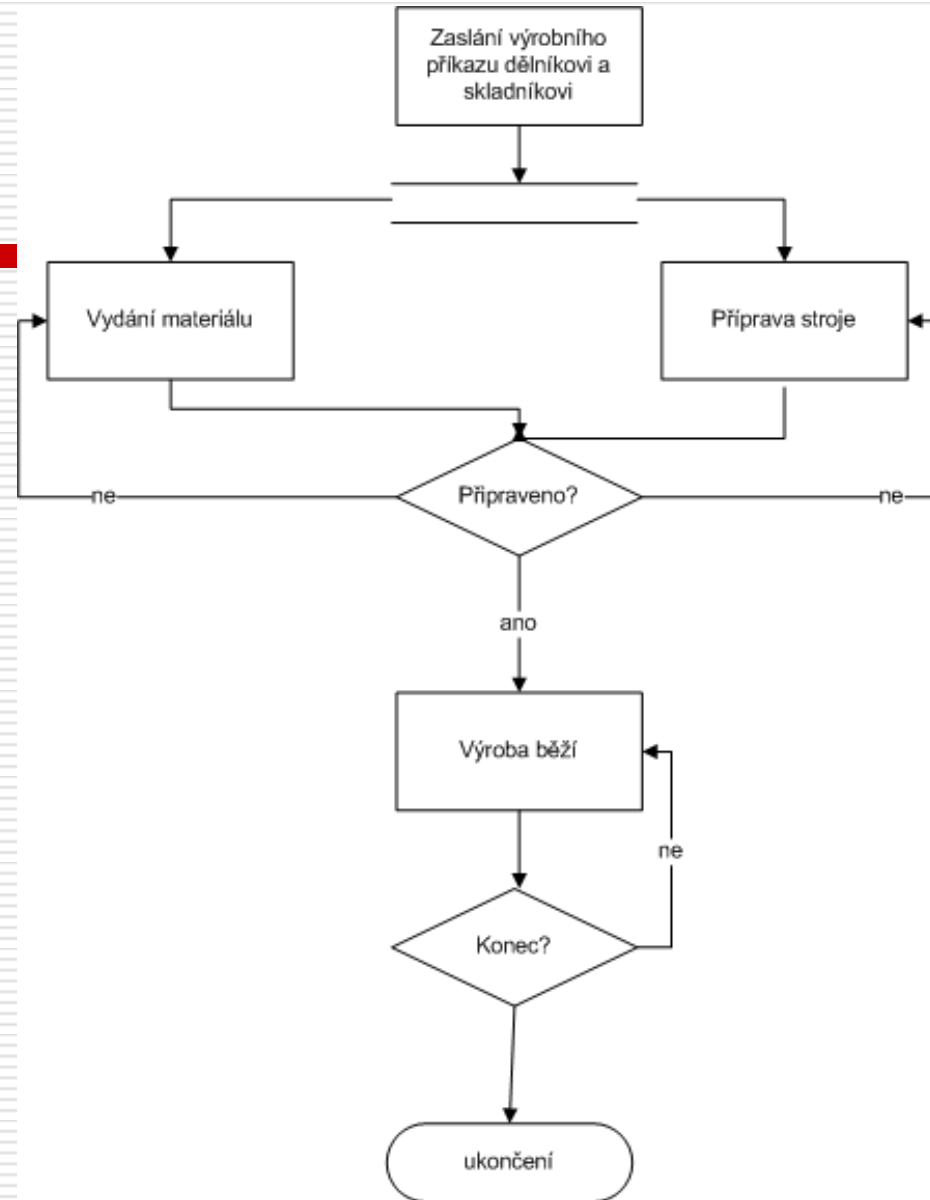 Zaslání výrobního
příkazu dělníkovi a
skladníkovi
Vydání materiálu
Příprava stroje
Připraveno?
ne
ne
ano
Výroba běží
ne
Konec?
ukončení